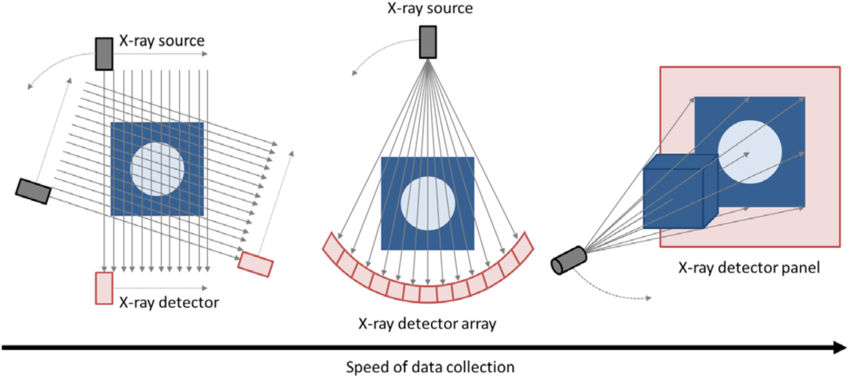 X-ray source
X-ray source
X-ray detector
X-ray detector array
X-ray detector panel
Speed of data collection